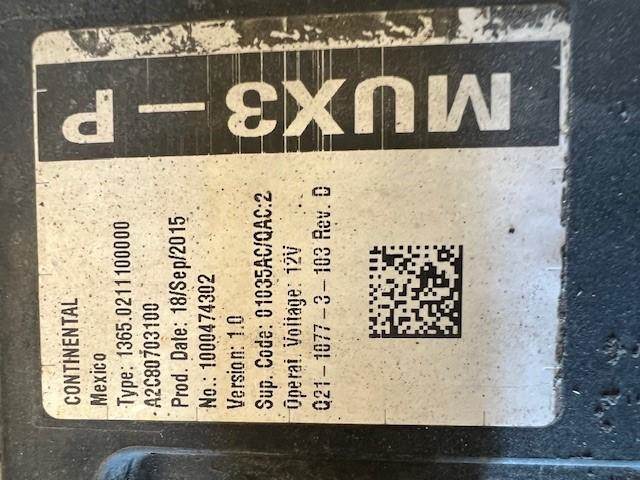 MUX3-P
CONTINENTAL
Mexico
Type: 1365.0211100000
A2C80703100
Prod. Date: 18/Sep/2015
No.: 1000474302
Version: 1.0
Sup. Code: 01035AC/QAC:2
Operat. Voltage: 12V
Q21-1077-3-103 Rev. D